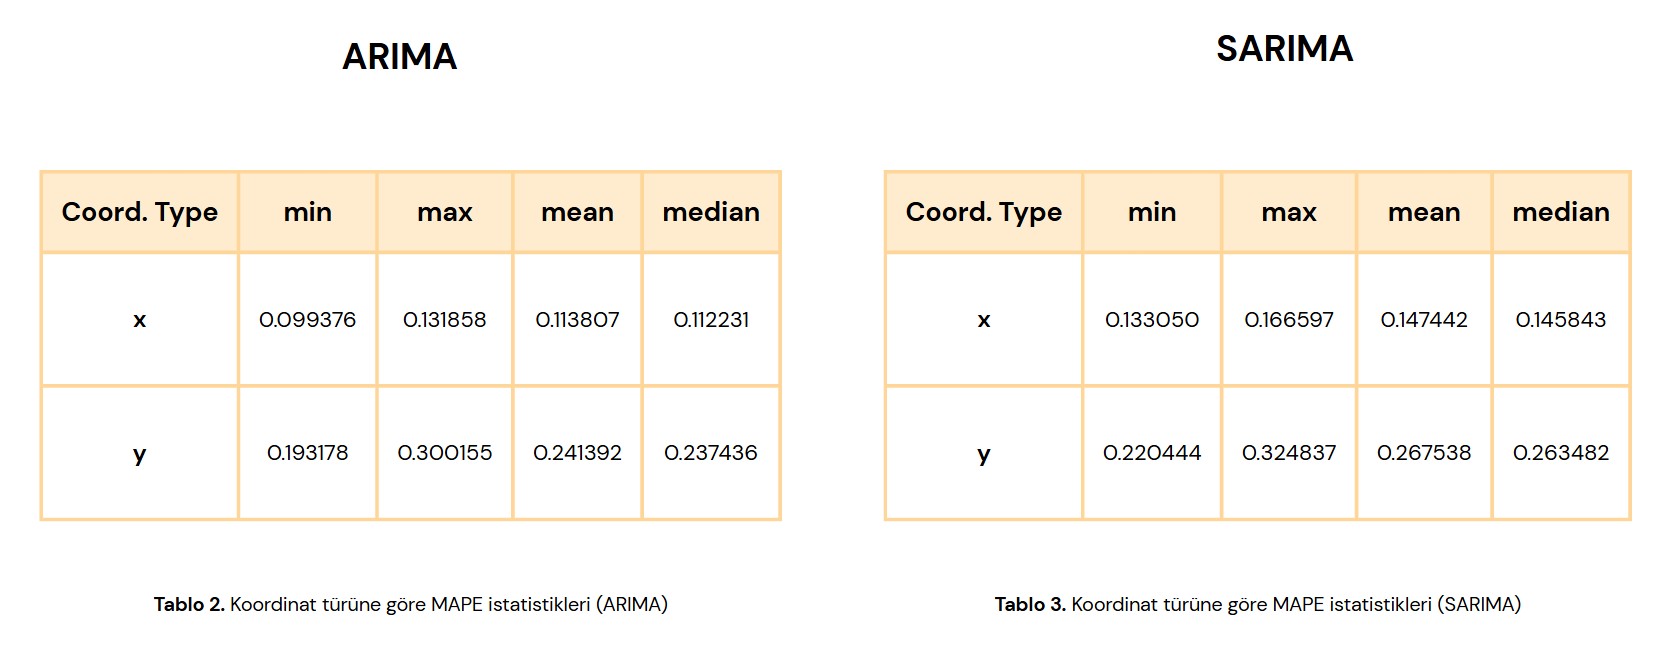 ARIMA
Coord. Type min max mean median
x 0.099376 0.131858 0.113807 0.112231
y 0.193178 0.300155 0.241392 0.237436
Tablo 2. Koordinat türüne göre MAPE istatistikleri (ARIMA)
SARIMA
Coord. Type min max mean median
x 0.133050 0.166597 0.147442 0.145843
y 0.220444 0.324837 0.267538 0.263482
Tablo 3. Koordinat türüne göre MAPE istatistikleri (SARIMA)